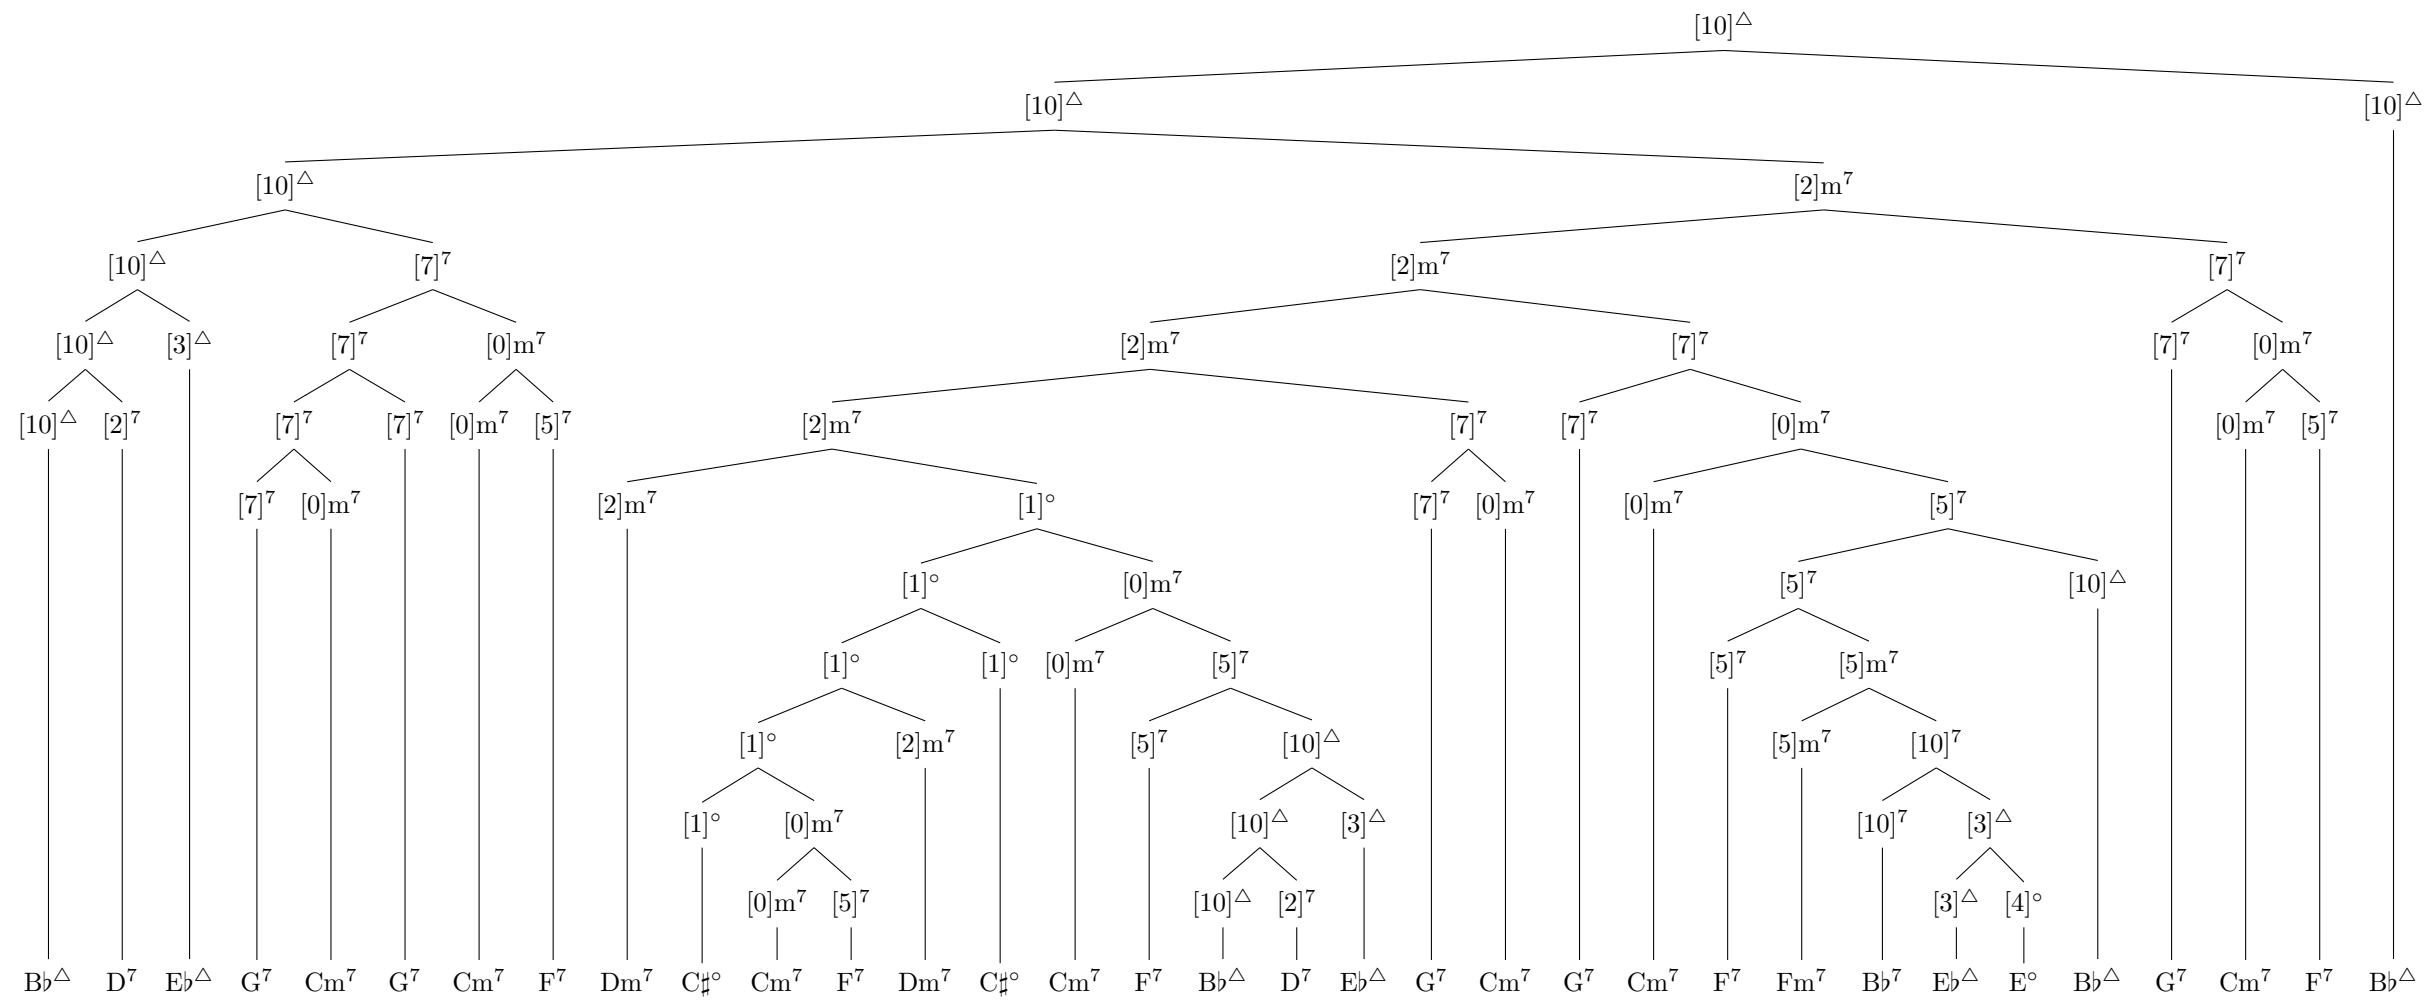 [10]△
[10]△ [10]△
[10]△ [2]m⁷
[10]△ [7]⁷ [2]m⁷ [7]⁷
[10]△ [3]△ [7]⁷ [0]m⁷ [2]m⁷ [7]⁷ [7]⁷ [0]m⁷
[10]△ [2]⁷ [7]⁷ [7]⁷ [0]m⁷ [5]⁷ [2]m⁷ [7]⁷ [7]⁷ [0]m⁷ [0]m⁷ [5]⁷
[7]⁷ [0]m⁷ [2]m⁷ [1]° [7]⁷ [0]m⁷ [0]m⁷ [5]⁷
[1]° [0]m⁷ [5]⁷ [10]△
[1]° [1]° [0]m⁷ [5]⁷ [5]⁷ [5]m⁷
[1]° [2]m⁷ [5]⁷ [10]△ [5]m⁷ [10]⁷
[1]° [0]m⁷ [10]△ [3]△ [10]⁷ [3]△
[0]m⁷ [5]⁷ [10]△ [2]⁷ [3]△ [4]°
B♭△ D⁷ E♭△ G⁷ Cm⁷ G⁷ Cm⁷ F⁷ Dm⁷ C♯° Cm⁷ F⁷ Dm⁷ C♯° Cm⁷ F⁷ B♭△ D⁷ E♭△ G⁷ Cm⁷ G⁷ Cm⁷ F⁷ Fm⁷ B♭⁷ E♭△ E° B♭△ G⁷ Cm⁷ F⁷ B♭△